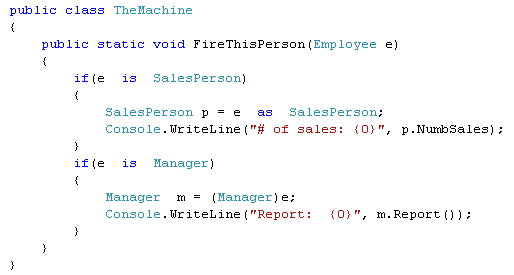 public class TheMachine
{
    public static void FireThisPerson(Employee e)
    {
        if(e  is  SalesPerson)
        {
            SalesPerson p = e  as  SalesPerson;
            Console.WriteLine("# of sales: {0}", p.NumbSales);
        }
        if(e  is  Manager)
        {
            Manager  m = (Manager)e;
            Console.WriteLine("Report:  {0}", m.Report());
        }
    }
}